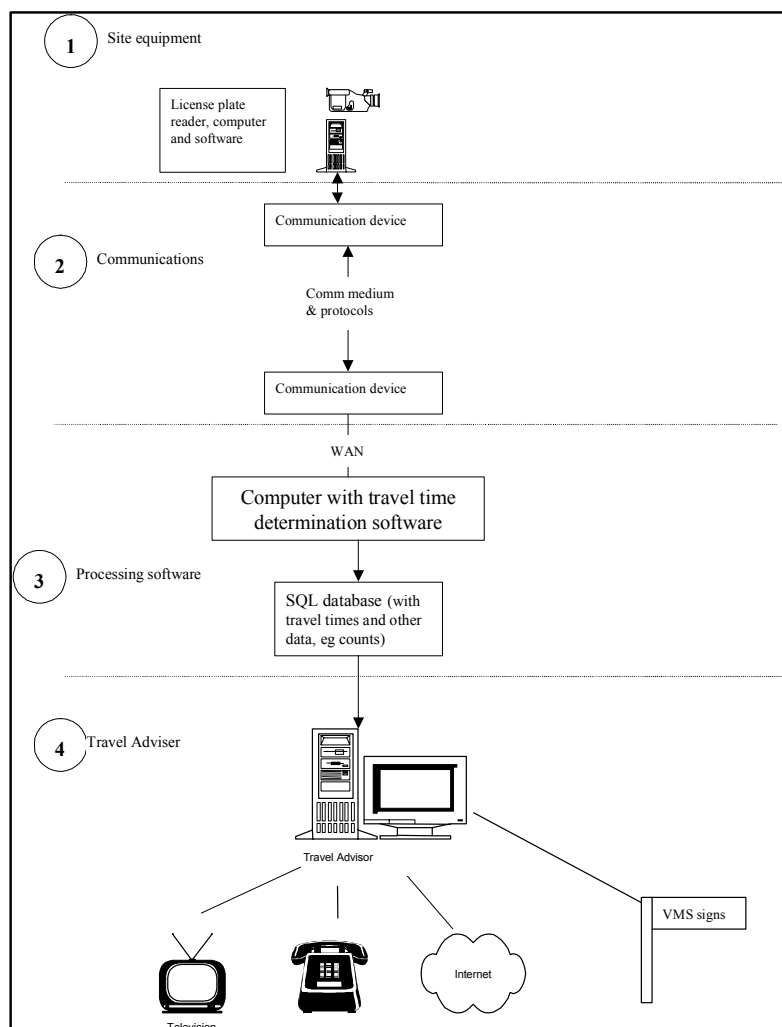 1
Site equipment
License plate
reader, computer
and software
Communication device
2
Communications
Comm medium
& protocols
Communication device
WAN
Computer with travel time
determination software
3
Processing software
SQL database (with
travel times and other
data, eg counts)
4
Travel Adviser
Travel Advisor
VMS signs
Internet
Television